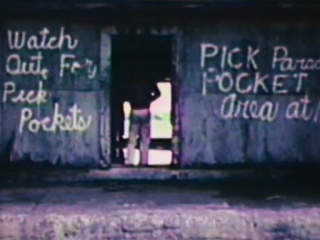 Watch
Out, For
Pick
Pockets
PICK
POCKET
Area at